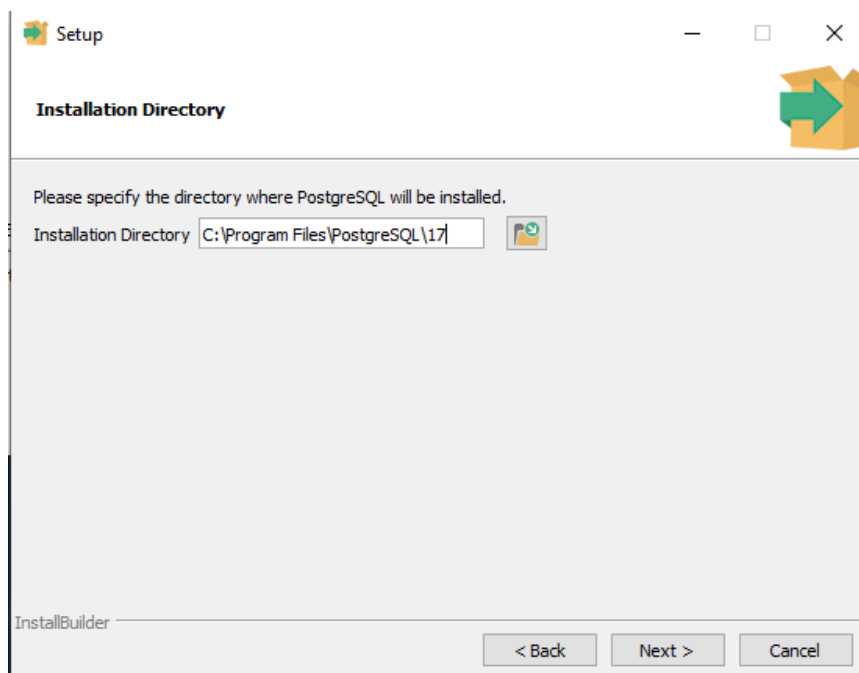 Setup
Installation Directory
Please specify the directory where PostgreSQL will be installed.
Installation Directory C:\Program Files\PostgreSQL\17
InstallBuilder
< Back Next > Cancel